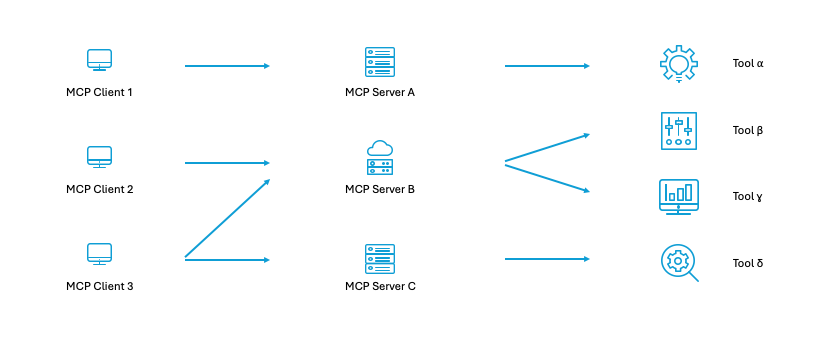 MCP Client 1
MCP Server A
Tool α
Tool β
MCP Client 2
MCP Server B
Tool ɣ
MCP Client 3
MCP Server C
Tool δ